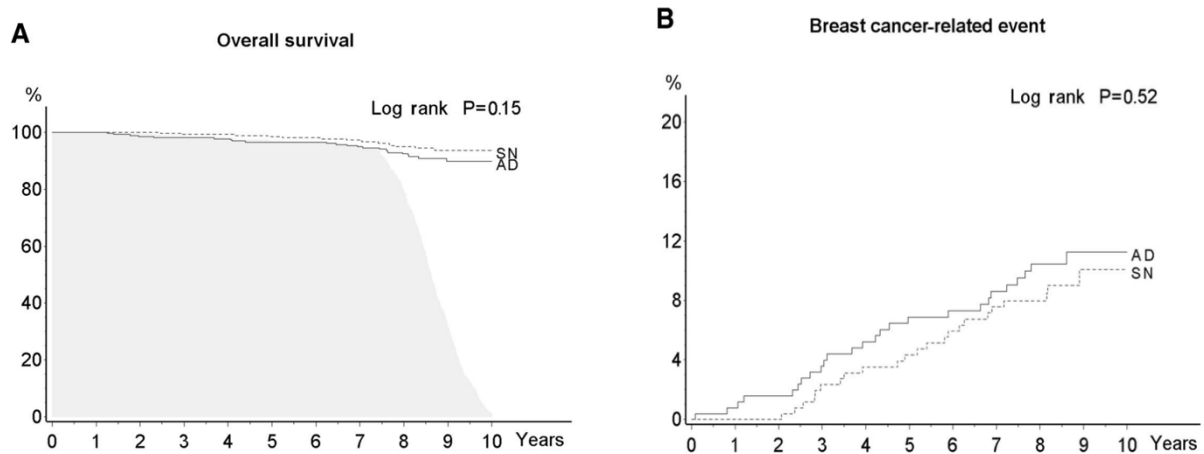 A
Overall survival
%
Log rank P=0.15
100
80
60
40
20
0
SN
AD
0 1 2 3 4 5 6 7 8 9 10 Years
B
Breast cancer-related event
%
Log rank P=0.52
20
16
12
8
4
0
AD
SN
0 1 2 3 4 5 6 7 8 9 10 Years